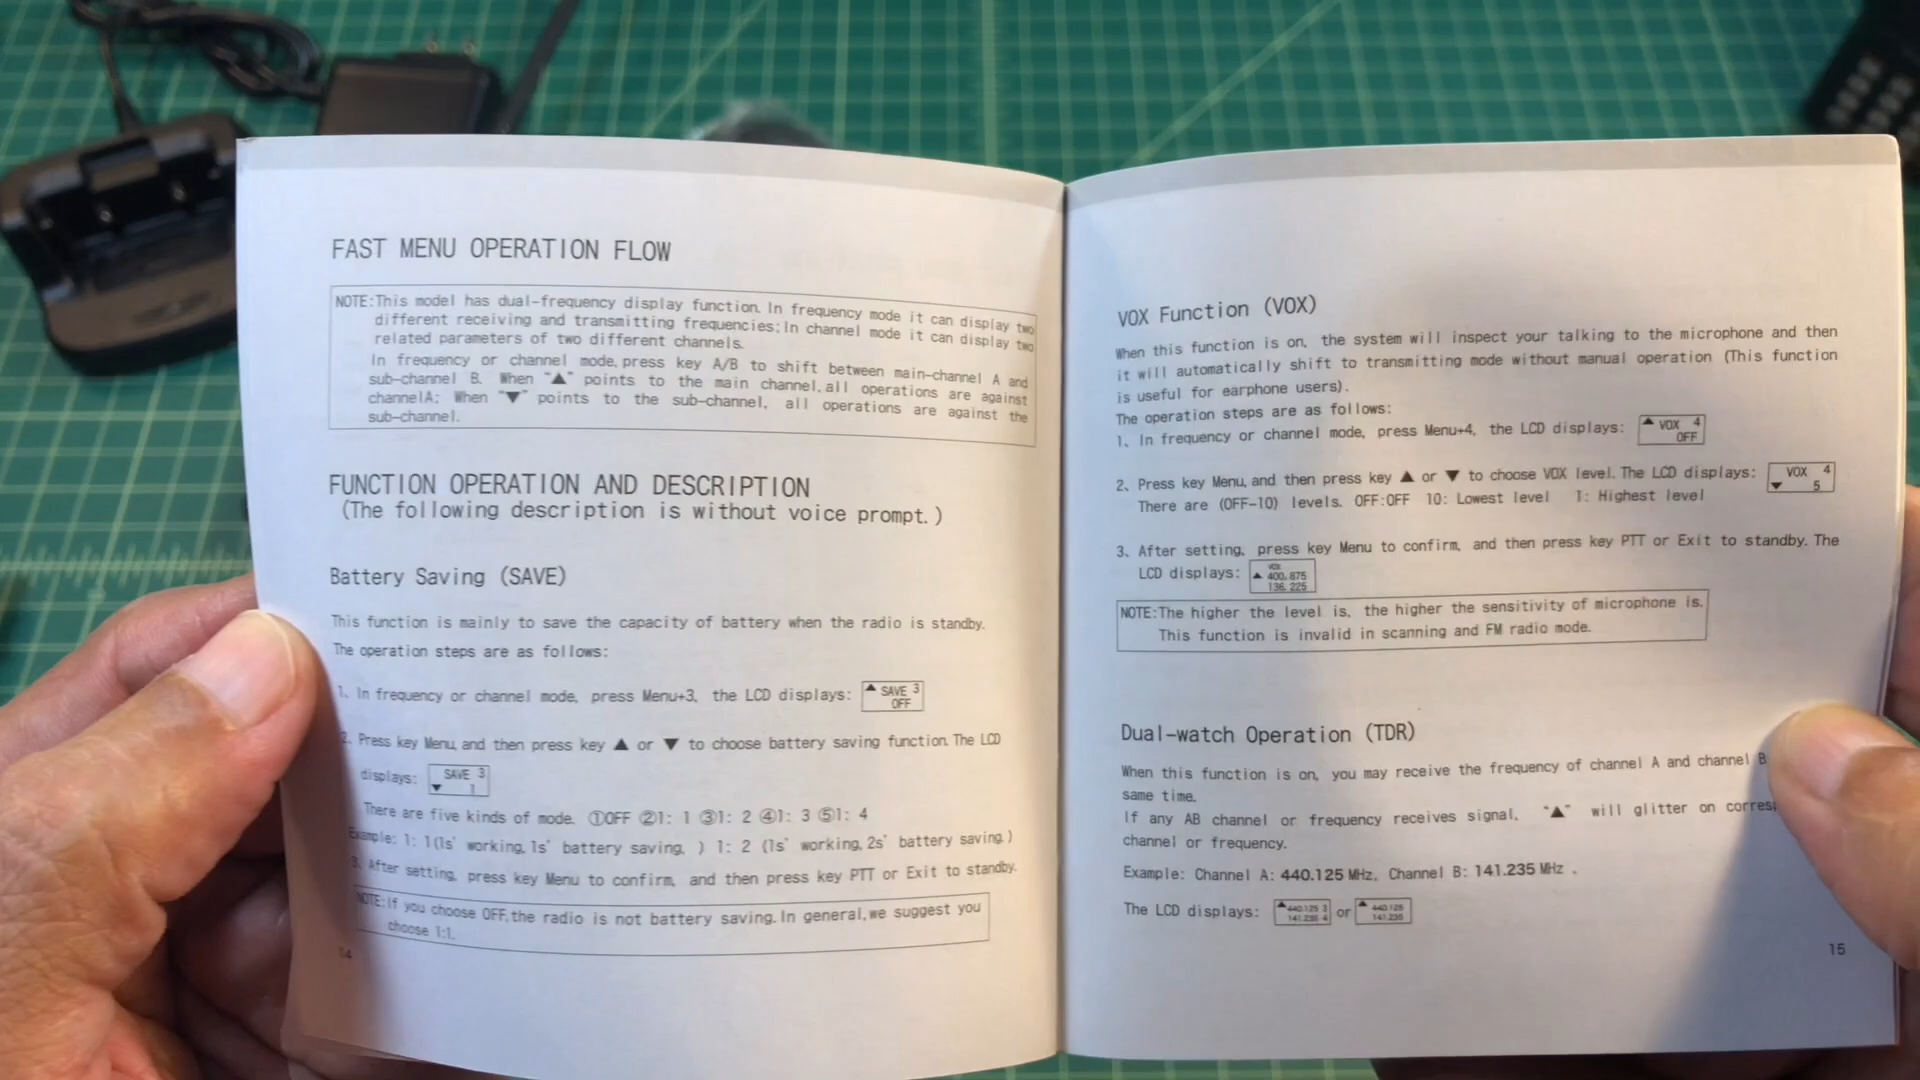 FAST MENU OPERATION FLOW
NOTE:This model has dual-frequency display function. In frequency mode it can display two
different receiving and transmitting frequencies;In channel mode it can display two
related parameters of two different channels.
In frequency or channel mode, press key A/B to shift between main-channel A and
sub-channel B. When "▲" points to the main channel, all operations are against
channelA; When "▼" points to the sub-channel, all operations are against the
sub-channel.
FUNCTION OPERATION AND DESCRIPTION
(The following description is without voice prompt.)
Battery Saving (SAVE)
This function is mainly to save the capacity of battery when the radio is standby.
The operation steps are as follows:
1、In frequency or channel mode, press Menu+3, the LCD displays: ▲ SAVE 3
OFF
2、Press key Menu, and then press key ▲ or ▼ to choose battery saving function. The LCD
displays: SAVE 3
▼ 1
There are five kinds of mode. ①OFF ②1: 1 ③1: 2 ④1: 3 ⑤1: 4
Example: 1: 1(1s' working, 1s' battery saving, ) 1: 2 (1s' working, 2s' battery saving.)
3、After setting, press key Menu to confirm, and then press key PTT or Exit to standby.
NOTE:If you choose OFF, the radio is not battery saving. In general, we suggest you
choose 1:1.
14
VOX Function (VOX)
When this function is on, the system will inspect your talking to the microphone and then
it will automatically shift to transmitting mode without manual operation (This function
is useful for earphone users).
The operation steps are as follows:
1、In frequency or channel mode, press Menu+4, the LCD displays: ▲ VOX 4
OFF
2、Press key Menu, and then press key ▲ or ▼ to choose VOX level. The LCD displays: VOX 4
▼ 5
There are (OFF-10) levels. OFF:OFF 10: Lowest level 1: Highest level
3、After setting, press key Menu to confirm, and then press key PTT or Exit to standby. The
LCD displays: VOX
▲ 400.875
136.225
NOTE:The higher the level is, the higher the sensitivity of microphone is.
This function is invalid in scanning and FM radio mode.
Dual-watch Operation (TDR)
When this function is on, you may receive the frequency of channel A and channel B
same time.
If any AB channel or frequency receives signal, "▲" will glitter on
channel or frequency.
Example: Channel A: 440.125 MHz, Channel B: 141.235 MHz .
The LCD displays: ▲ 440.125 3
141.235 4 or ▲ 440.125
141.235
15